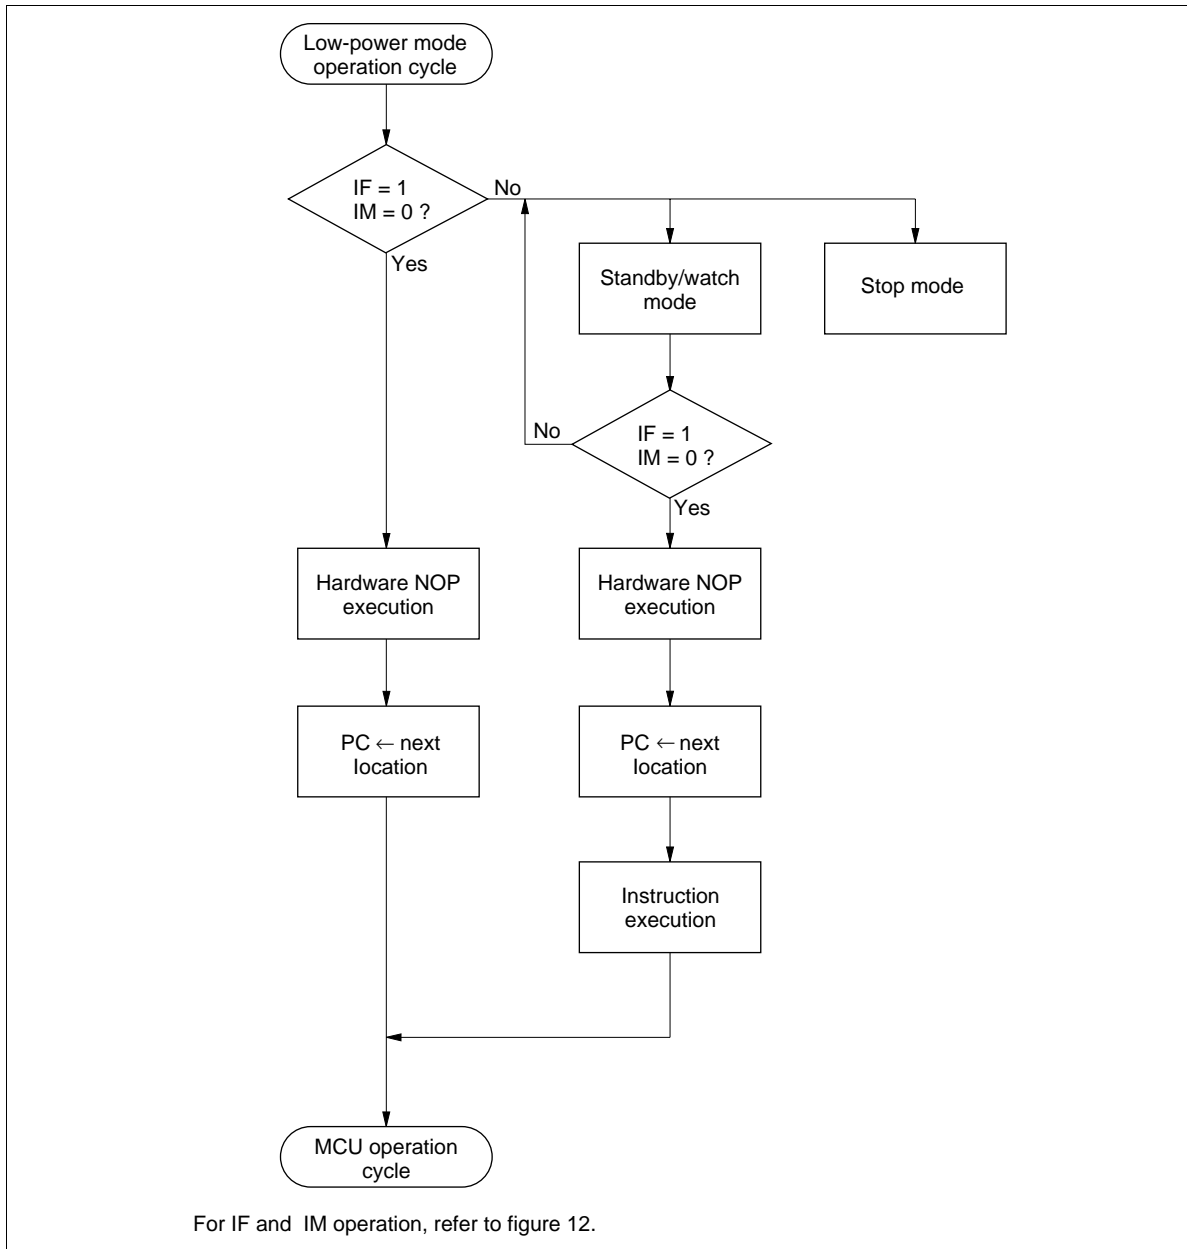 Low-power mode
operation cycle
IF = 1
IM = 0 ?
No
Yes
Standby/watch
mode
Stop mode
No
IF = 1
IM = 0 ?
Yes
Hardware NOP
execution
Hardware NOP
execution
PC ← next
location
PC ← next
location
Instruction
execution
MCU operation
cycle
For IF and IM operation, refer to figure 12.